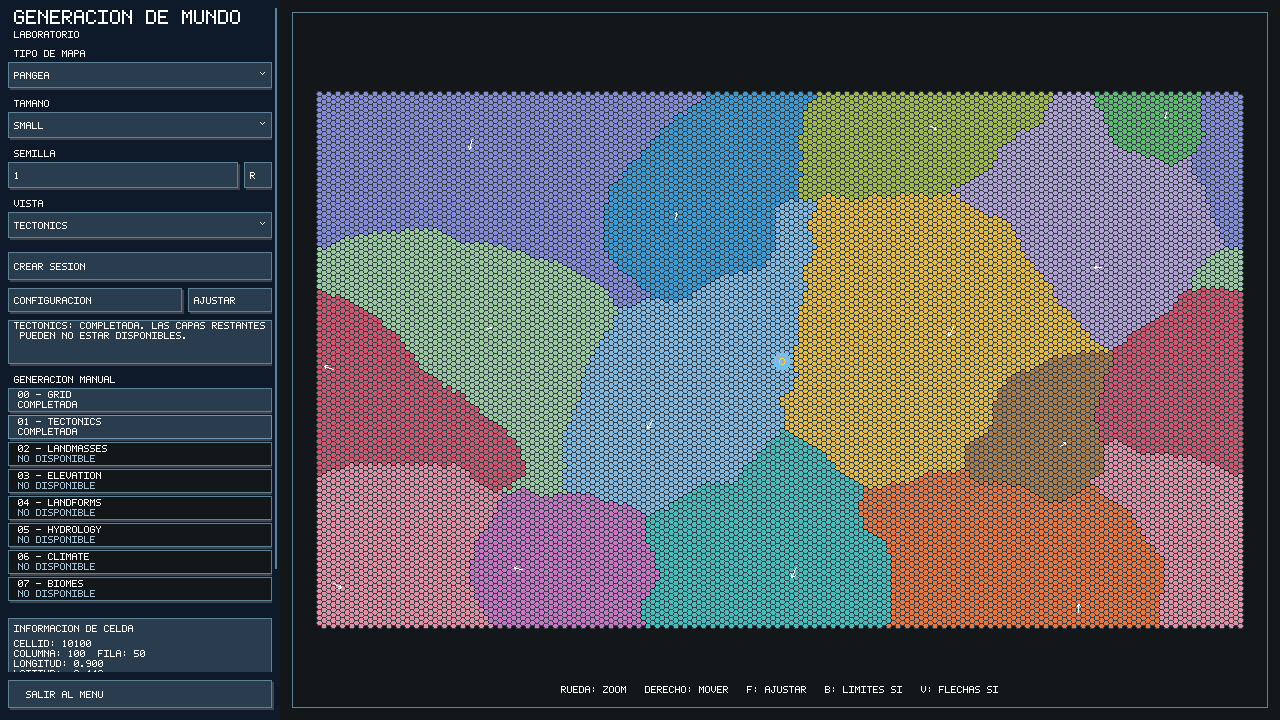 GENERACION DE MUNDO
LABORATORIO
TIPO DE MAPA
PANGEA
TAMANO
SMALL
SEMILLA
1
R
VISTA
TECTONICS
CREAR SESION
CONFIGURACION
AJUSTAR
TECTONICS: COMPLETADA. LAS CAPAS RESTANTES
PUEDEN NO ESTAR DISPONIBLES.
GENERACION MANUAL
00 - GRID
COMPLETADA
01 - TECTONICS
COMPLETADA
02 - LANDMASSES
NO DISPONIBLE
03 - ELEVATION
NO DISPONIBLE
04 - LANDFORMS
NO DISPONIBLE
05 - HYDROLOGY
NO DISPONIBLE
06 - CLIMATE
NO DISPONIBLE
07 - BIOMES
NO DISPONIBLE
INFORMACION DE CELDA
CELLID: 10100
COLUMNA: 100 FILA: 50
LONGITUD: 0.900
SALIR AL MENU
RUEDA: ZOOM DERECHO: MOVER F: AJUSTAR B: LIMITES SI V: FLECHAS SI